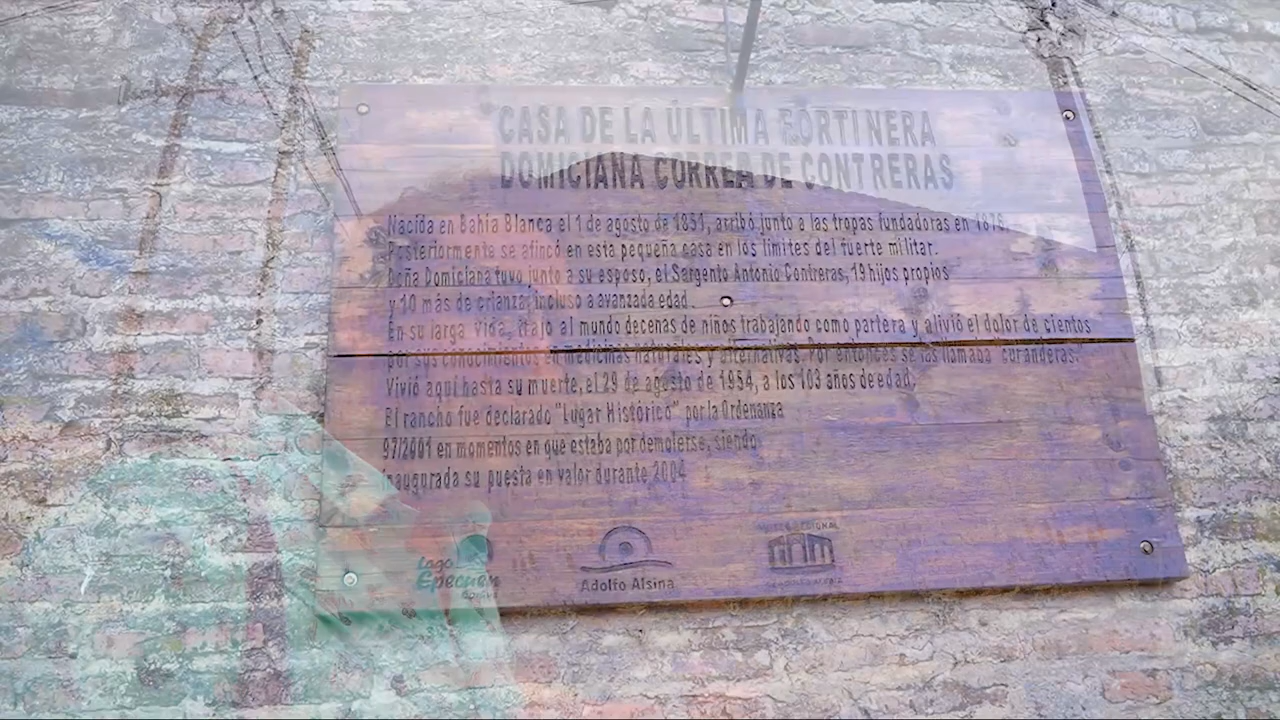 CASA DE LA ÚLTIMA FORTINERA
DOMICIANA CORREA DE CONTRERAS
Nacida en Bahía Blanca el 1 de agosto de 1851, arribó junto a las tropas fundadoras en 1876.
Posteriormente se afincó en esta pequeña casa en los límites del fuerte militar.
Doña Domiciana tuvo junto a su esposo, el Sargento Antonio Contreras, 19 hijos propios
y 10 más de crianza, incluso a avanzada edad.
En su larga vida, trajo al mundo decenas de niños trabajando como partera y alivió el dolor de cientos
por sus conocimientos en medicinas naturales y alternativas. Por entonces se las llamaba "curanderas."
Vivió aquí hasta su muerte, el 29 de agosto de 1954, a los 103 años de edad.
El rancho fue declarado "Lugar Histórico" por la Ordenanza
97/2001 en momentos en que estaba por demolerse, siendo
inaugurada su puesta en valor durante 2004
Lago
Epecuén
Adolfo Alsina
REGIONAL